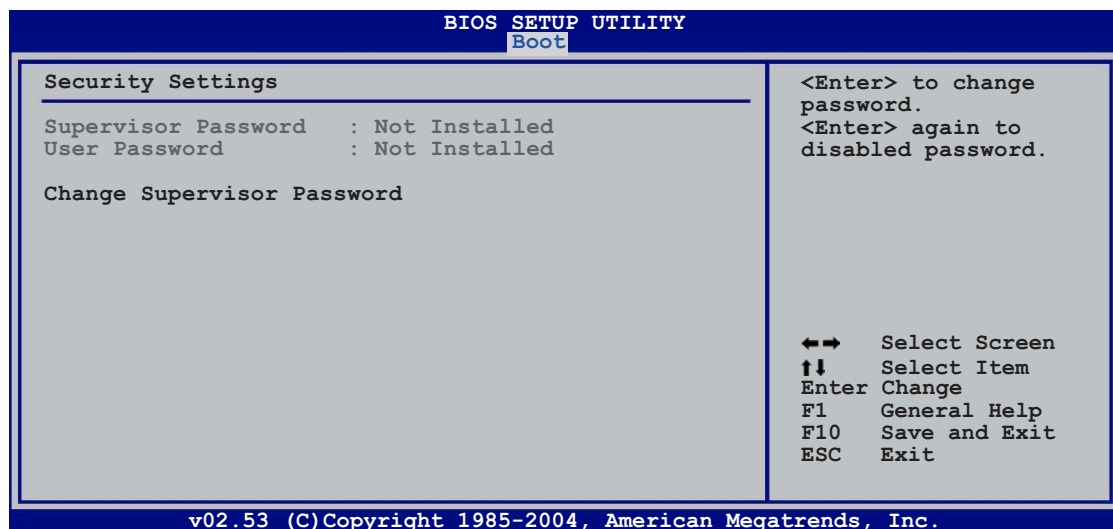 BIOS SETUP UTILITY
Boot
Security Settings
Supervisor Password : Not Installed
User Password : Not Installed
Change Supervisor Password
<Enter> to change
password.
<Enter> again to
disabled password.
←→ Select Screen
↑↓ Select Item
Enter Change
F1 General Help
F10 Save and Exit
ESC Exit
v02.53 (C)Copyright 1985-2004, American Megatrends, Inc.